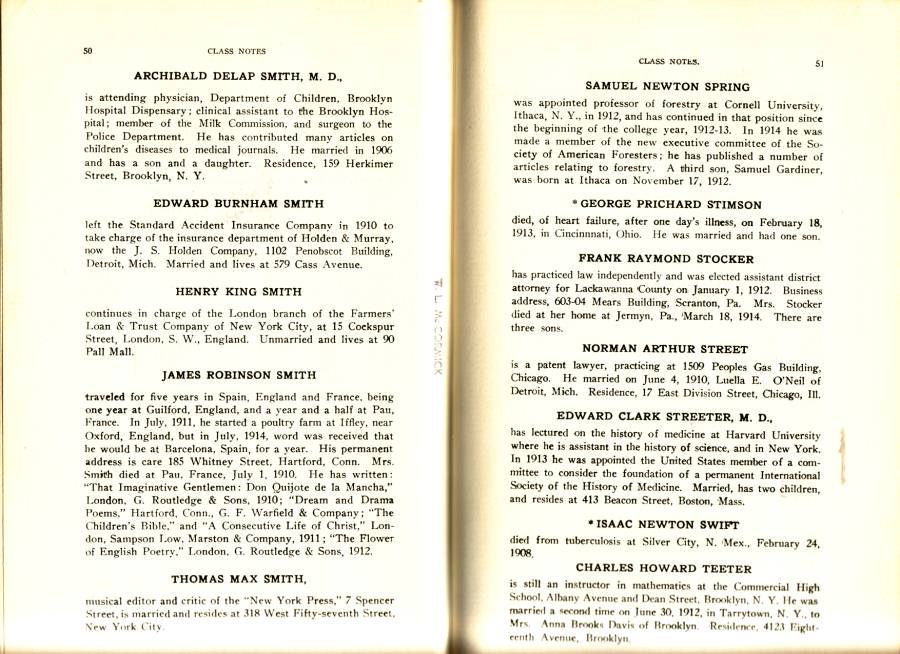 50
CLASS NOTES
ARCHIBALD DELAP SMITH, M. D.,
is attending physician, Department of Children, Brooklyn
Hospital Dispensary; clinical assistant to the Brooklyn Hos-
pital; member of the Milk Commission, and surgeon to the
Police Department. He has contributed many articles on
children's diseases to medical journals. He married in 1906
and has a son and a daughter. Residence, 159 Herkimer
Street, Brooklyn, N. Y.
EDWARD BURNHAM SMITH
left the Standard Accident Insurance Company in 1910 to
take charge of the insurance department of Holden & Murray,
now the J. S. Holden Company, 1102 Penobscot Building,
Detroit, Mich. Married and lives at 579 Cass Avenue.
HENRY KING SMITH
continues in charge of the London branch of the Farmers'
Loan & Trust Company of New York City, at 15 Cockspur
Street, London, S. W., England. Unmarried and lives at 90
Pall Mall.
JAMES ROBINSON SMITH
traveled for five years in Spain, England and France, being
one year at Guilford, England, and a year and a half at Pau,
France. In July, 1911, he started a poultry farm at Iffley, near
Oxford, England, but in July, 1914, word was received that
he would be at Barcelona, Spain, for a year. His permanent
address is care 185 Whitney Street, Hartford, Conn. Mrs.
Smith died at Pau, France, July 1, 1910. He has written:
"That Imaginative Gentlemen: Don Quijote de la Mancha,"
London, G. Routledge & Sons, 1910; "Dream and Drama
Poems," Hartford, Conn., G. F. Warfield & Company; "The
Children's Bible," and "A Consecutive Life of Christ," Lon-
don, Sampson Low, Marston & Company, 1911; "The Flower
of English Poetry," London, G. Routledge & Sons, 1912.
THOMAS MAX SMITH,
musical editor and critic of the "New York Press," 7 Spencer
Street, is married and resides at 318 West Fifty-seventh Street,
New York City.
W. L. McCORMICK
CLASS NOTES.
51
SAMUEL NEWTON SPRING
was appointed professor of forestry at Cornell University,
Ithaca, N. Y., in 1912, and has continued in that position since
the beginning of the college year, 1912-13. In 1914 he was
made a member of the new executive committee of the So-
ciety of American Foresters; he has published a number of
articles relating to forestry. A third son, Samuel Gardiner,
was born at Ithaca on November 17, 1912.
* GEORGE PRICHARD STIMSON
died, of heart failure, after one day's illness, on February 18,
1913, in Cincinnnati, Ohio. He was married and had one son.
FRANK RAYMOND STOCKER
has practiced law independently and was elected assistant district
attorney for Lackawanna County on January 1, 1912. Business
address, 603-04 Mears Building, Scranton, Pa. Mrs. Stocker
died at her home at Jermyn, Pa., March 18, 1914. There are
three sons.
NORMAN ARTHUR STREET
is a patent lawyer, practicing at 1509 Peoples Gas Building,
Chicago. He married on June 4, 1910, Luella E. O'Neil of
Detroit, Mich. Residence, 17 East Division Street, Chicago, Ill.
EDWARD CLARK STREETER, M. D.,
has lectured on the history of medicine at Harvard University
where he is assistant in the history of science, and in New York.
In 1913 he was appointed the United States member of a com-
mittee to consider the foundation of a permanent International
Society of the History of Medicine. Married, has two children,
and resides at 413 Beacon Street, Boston, Mass.
* ISAAC NEWTON SWIFT
died from tuberculosis at Silver City, N. Mex., February 24,
1908.
CHARLES HOWARD TEETER
is still an instructor in mathematics at the Commercial High
School, Albany Avenue and Dean Street, Brooklyn, N. Y. He was
married a second time on June 30, 1912, in Tarrytown, N. Y., to
Mrs. Anna Brooks Davis of Brooklyn. Residence, 4123 Eight-
eenth Avenue, Brooklyn.